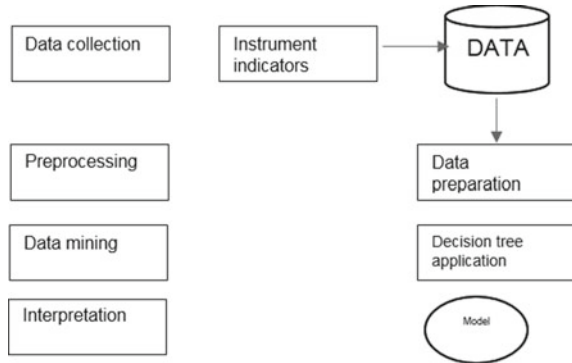 Data collection
Instrument
indicators
DATA
Preprocessing
Data
preparation
Data mining
Decision tree
application
Interpretation
Model